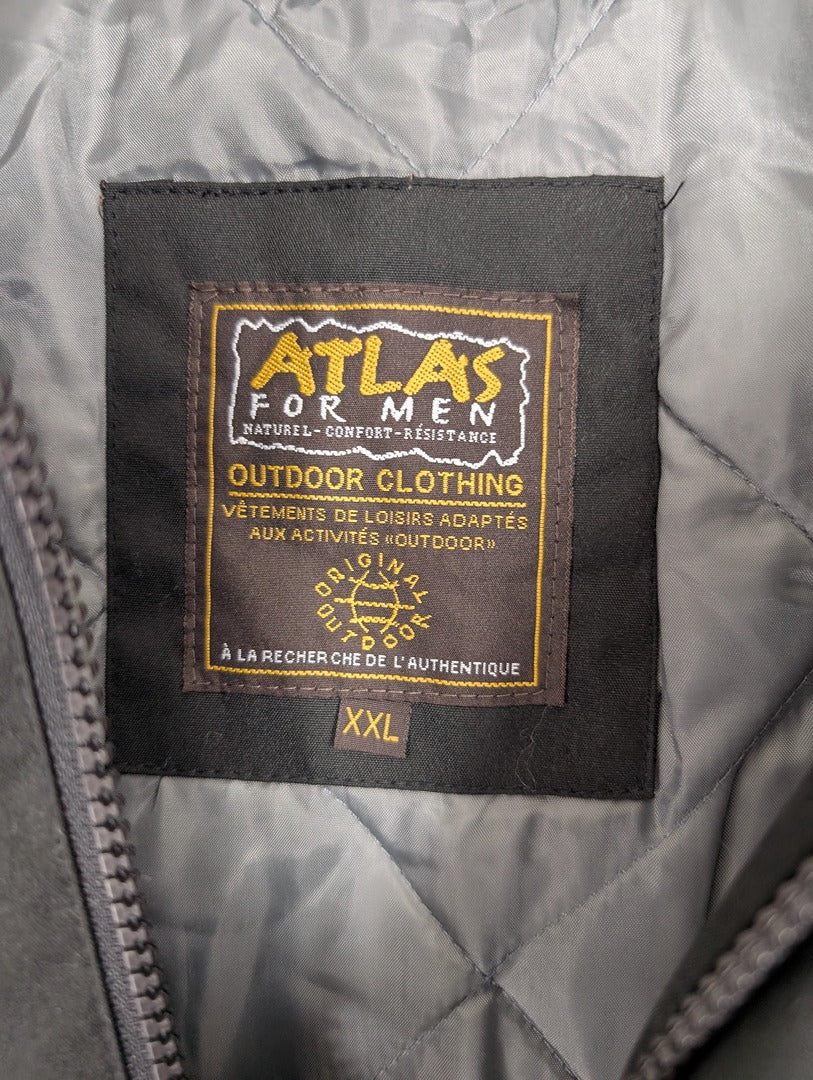 ATLAS
FOR MEN
NATUREL-CONFORT-RÉSISTANCE
OUTDOOR CLOTHING
VÊTEMENTS DE LOISIRS ADAPTÉS
AUX ACTIVITÉS «OUTDOOR»
ORIGINAL
OUTDOOR
À LA RECHERCHE DE L'AUTHENTIQUE
XXL